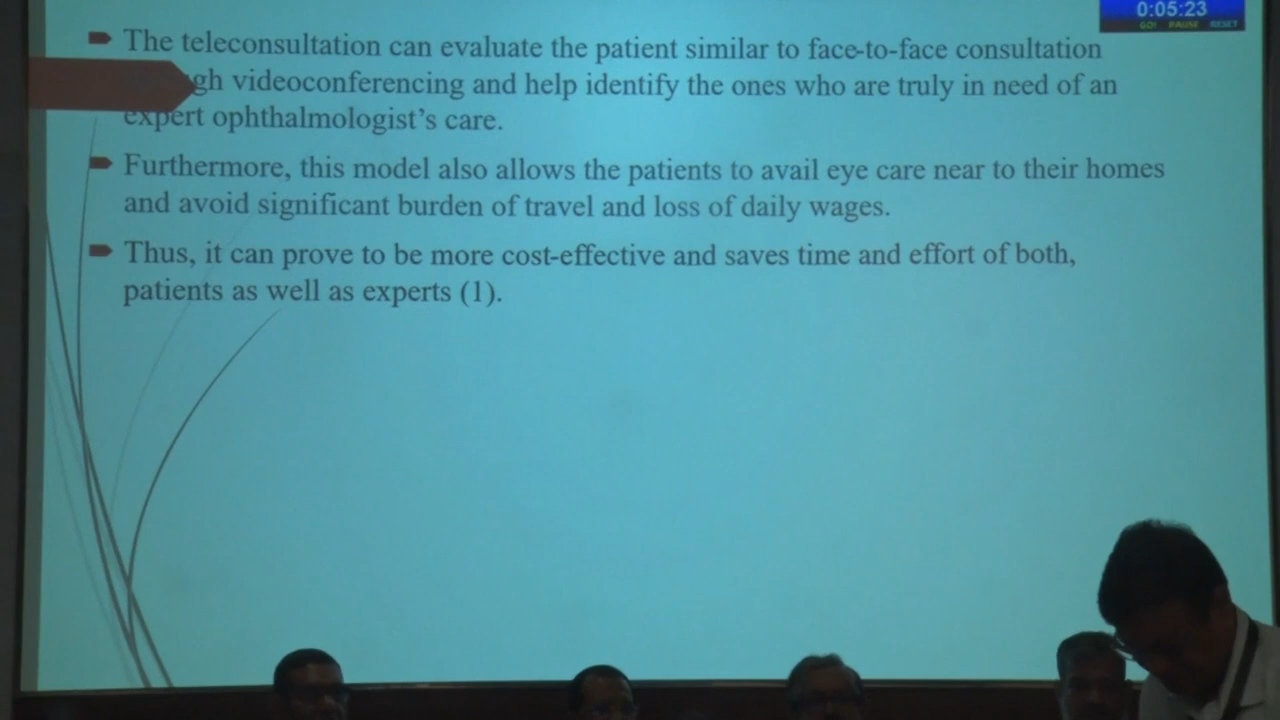 0:05:23
GO! PAUSE RESET
The teleconsultation can evaluate the patient similar to face-to-face consultation
gh videoconferencing and help identify the ones who are truly in need of an
expert ophthalmologist's care.
Furthermore, this model also allows the patients to avail eye care near to their homes
and avoid significant burden of travel and loss of daily wages.
Thus, it can prove to be more cost-effective and saves time and effort of both,
patients as well as experts (1).